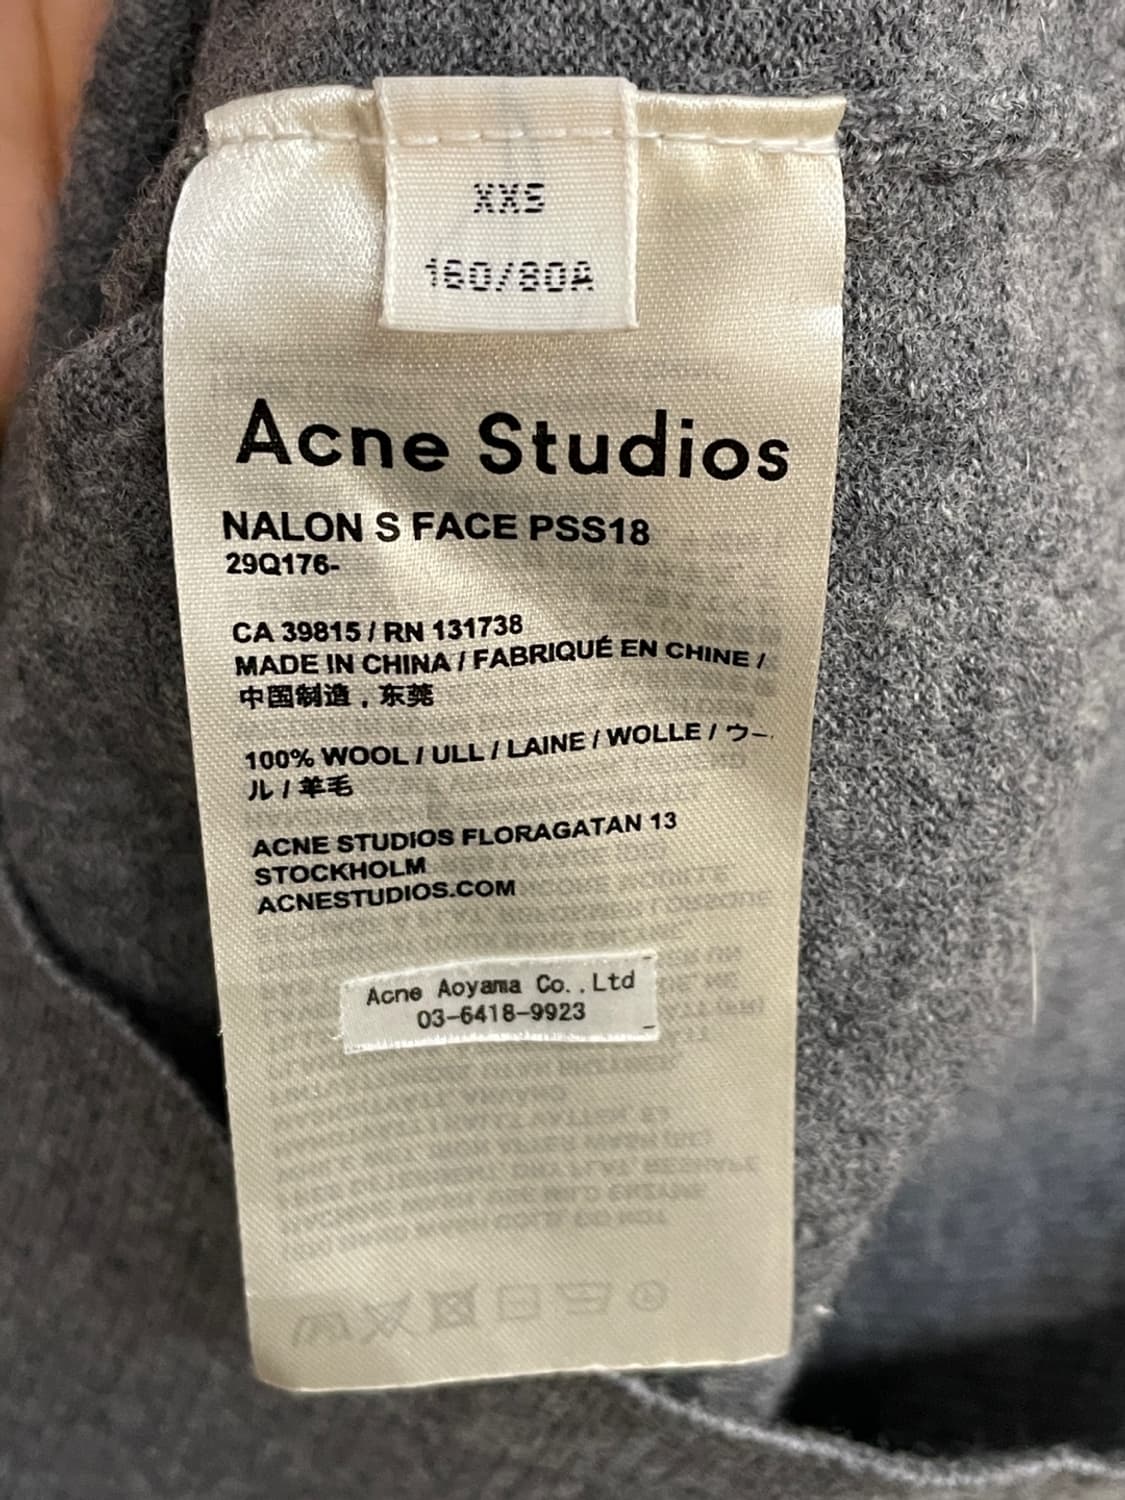 XXS
160/80A
Acne Studios
NALON S FACE PSS18
29Q176-
CA 39815 / RN 131738
MADE IN CHINA / FABRIQUÉ EN CHINE /
中国制造，东莞
100% WOOL / ULL / LAINE / WOLLE / ウー
ル / 羊毛
ACNE STUDIOS FLORAGATAN 13
STOCKHOLM
ACNESTUDIOS.COM
Acne Aoyama Co.,Ltd
03-6418-9923